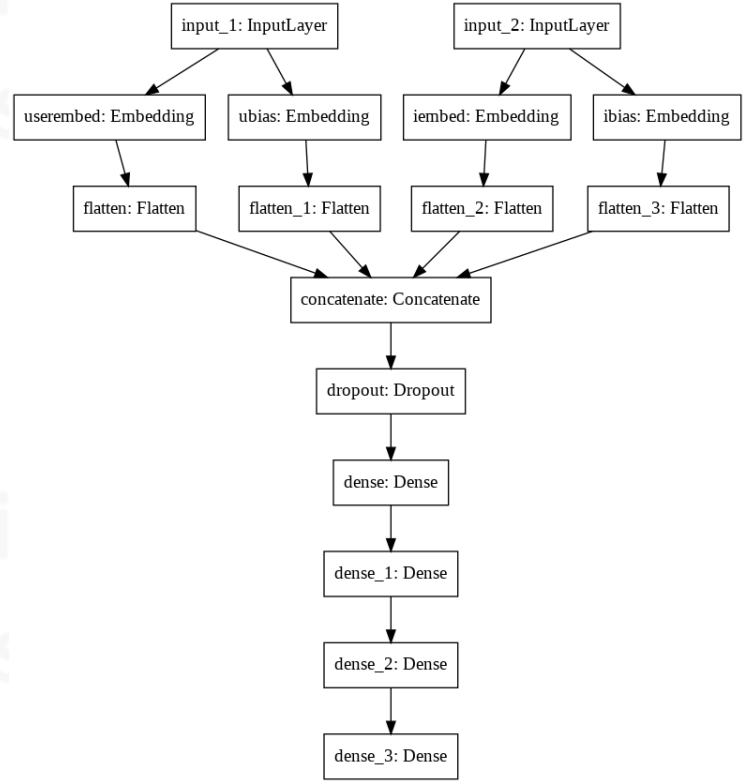 input_1: InputLayer
input_2: InputLayer
userembed: Embedding
ubias: Embedding
iembed: Embedding
ibias: Embedding
flatten: Flatten
flatten_1: Flatten
flatten_2: Flatten
flatten_3: Flatten
concatenate: Concatenate
dropout: Dropout
dense: Dense
dense_1: Dense
dense_2: Dense
dense_3: Dense